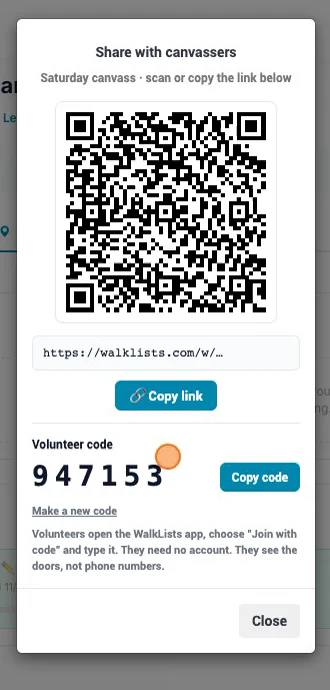 Share with canvassers
Saturday canvass · scan or copy the link below
https://walklists.com/w/…
🔗 Copy link
Volunteer code
947153
Copy code
Make a new code
Volunteers open the WalkLists app, choose "Join with
code" and type it. They need no account. They see the
doors, not phone numbers.
Close